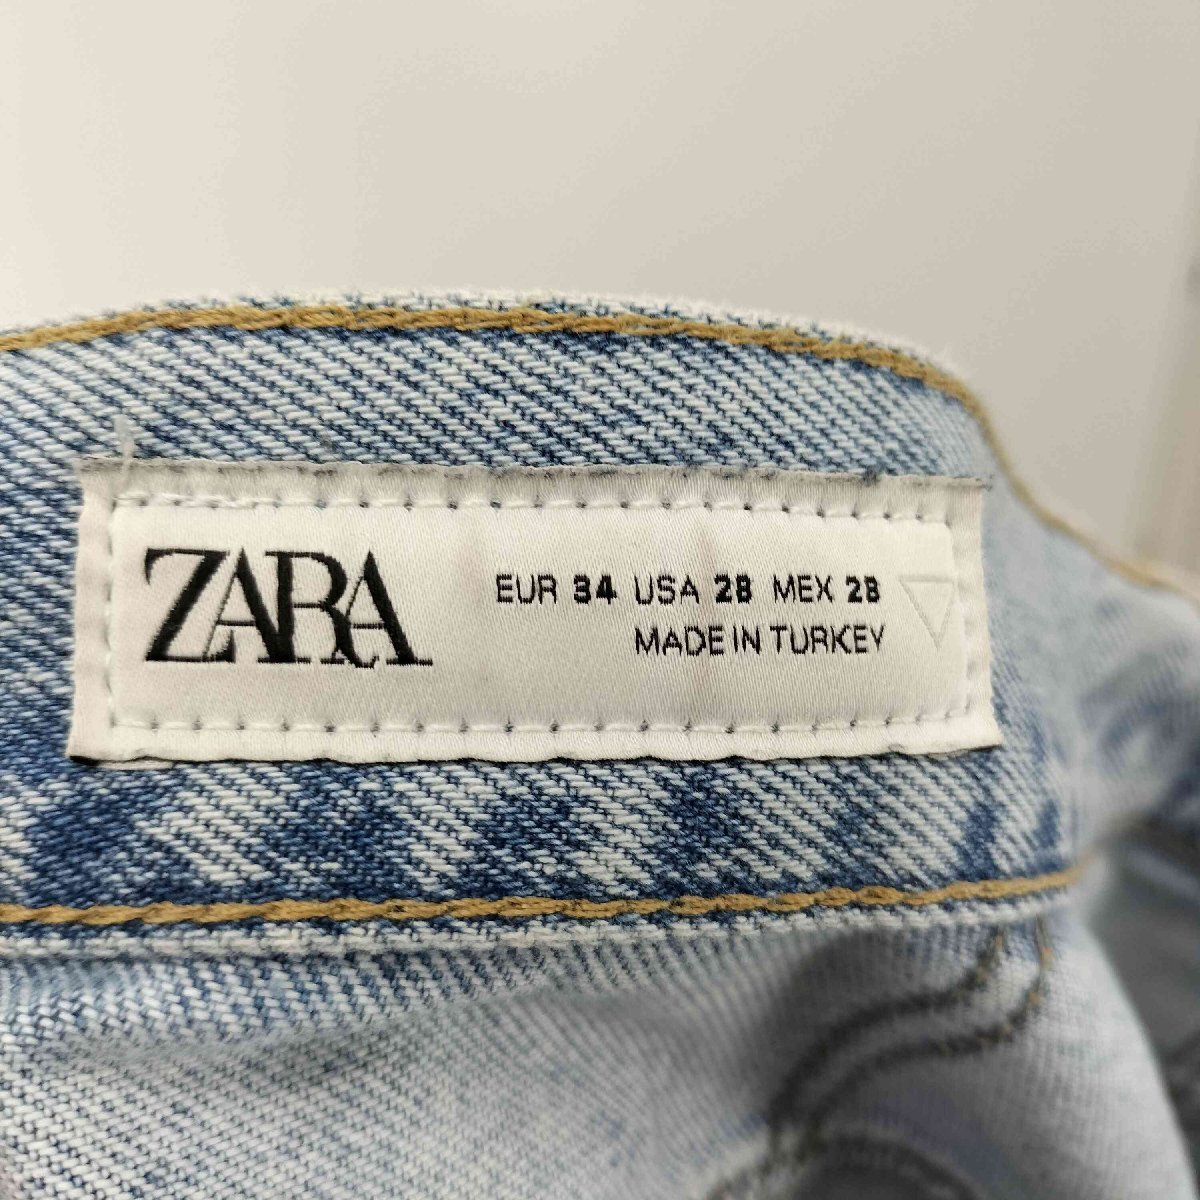 ZARA
EUR 34 USA 28 MEX 28
MADE IN TURKEY